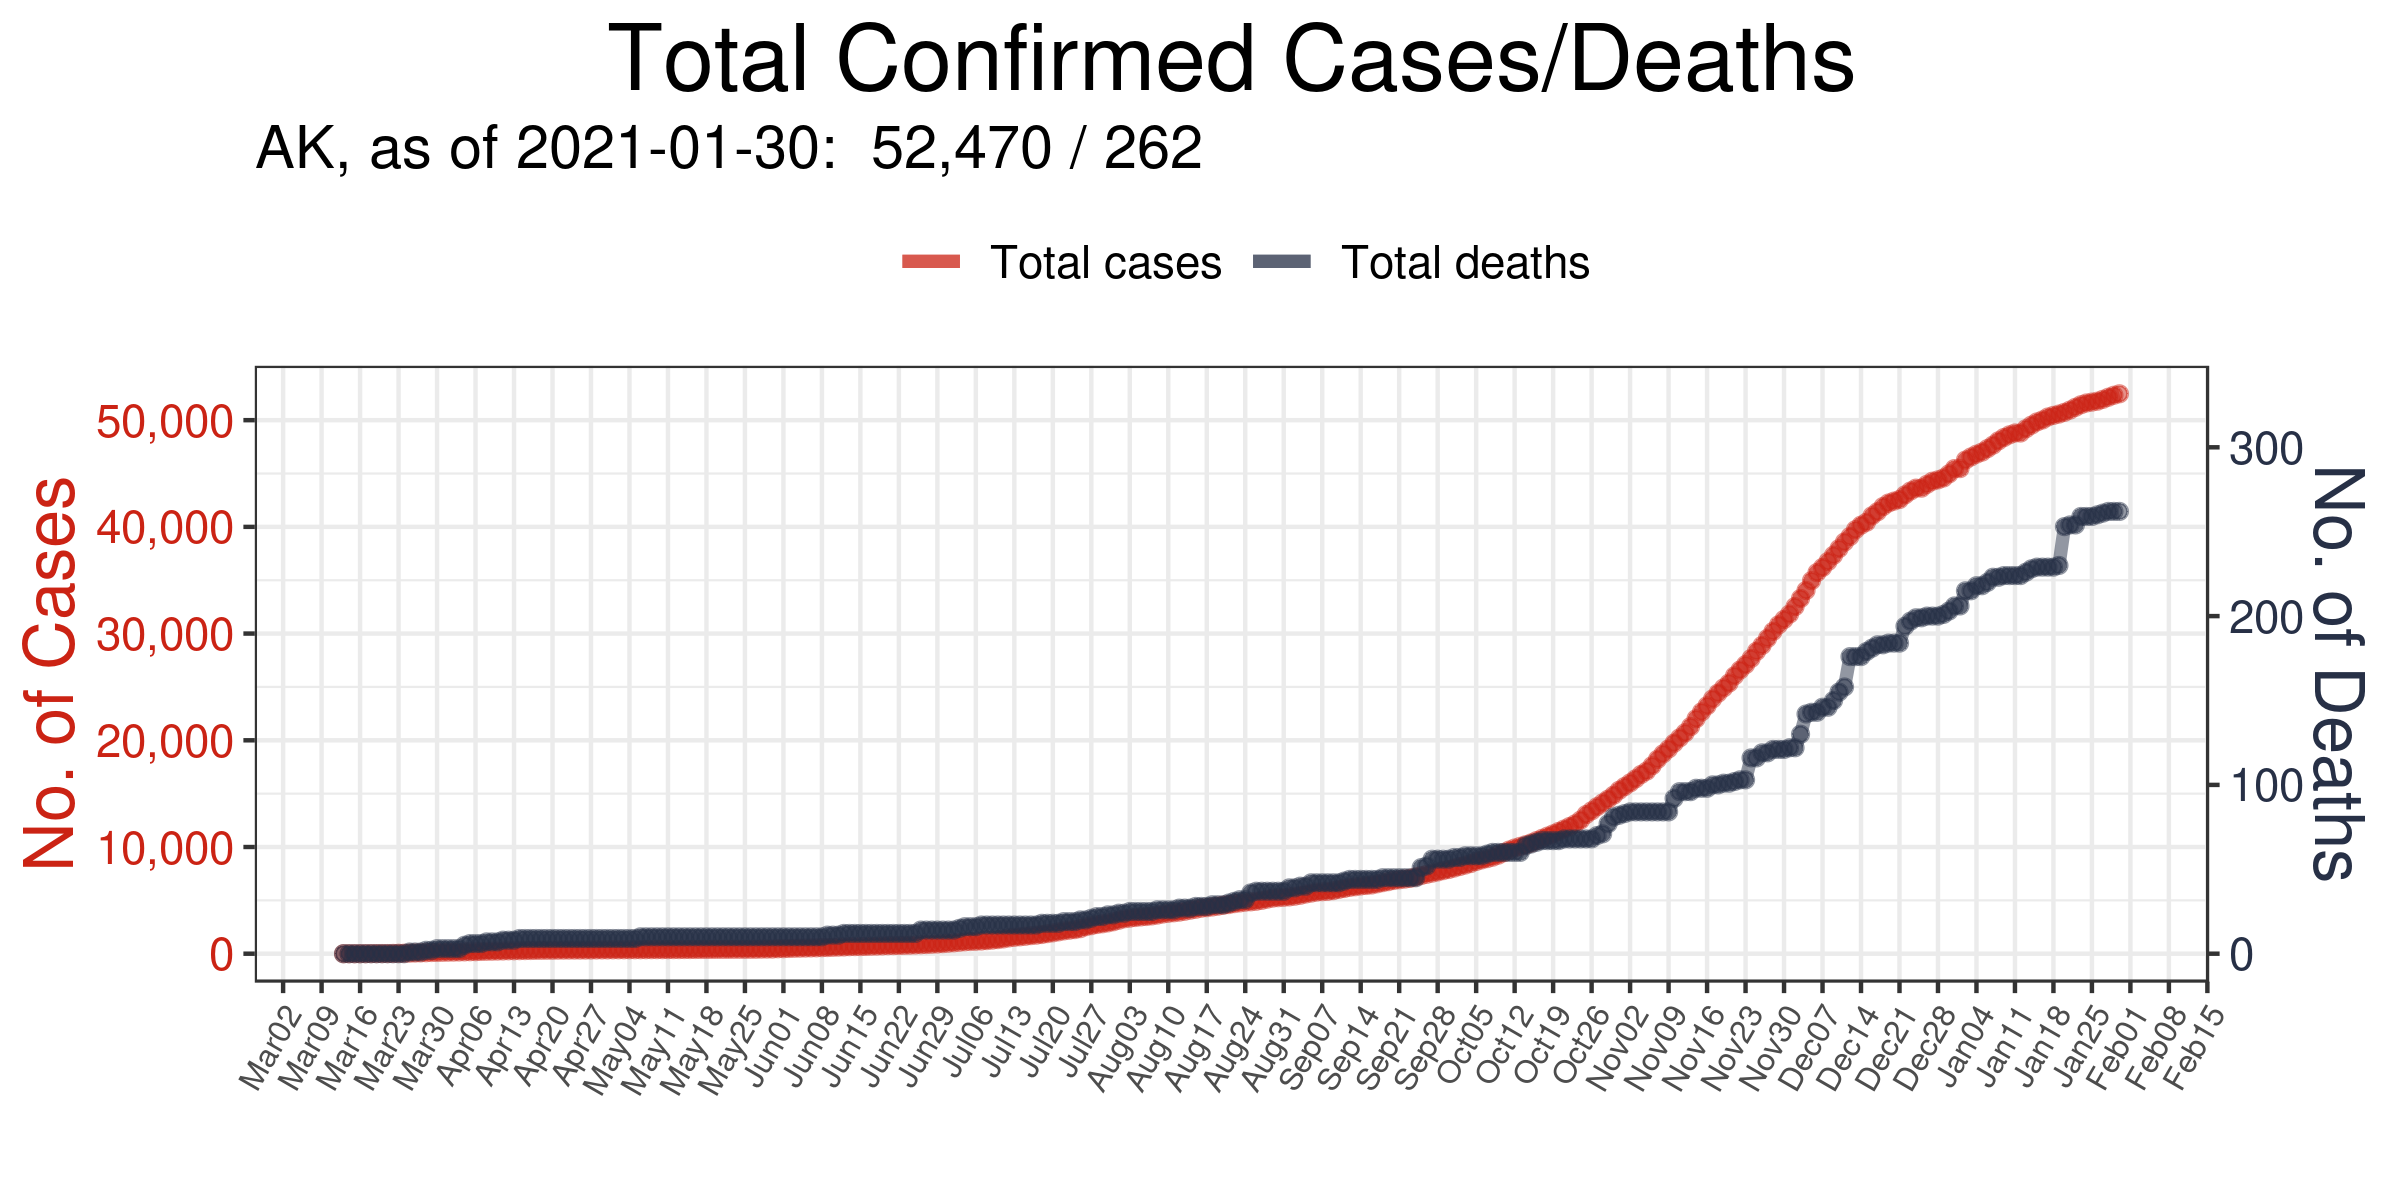 Total Confirmed Cases/Deaths
AK, as of 2021-01-30: 52,470 / 262
Total cases
Total deaths
No. of Cases
50,000
40,000
30,000
20,000
10,000
0
300
200
100
0
No. of Deaths
Mar02
Mar09
Mar16
Mar23
Mar30
Apr06
Apr13
Apr20
Apr27
May04
May11
May18
May25
Jun01
Jun08
Jun15
Jun22
Jun29
Jul06
Jul13
Jul20
Jul27
Aug03
Aug10
Aug17
Aug24
Aug31
Sep07
Sep14
Sep21
Sep28
Oct05
Oct12
Oct19
Oct26
Nov02
Nov09
Nov16
Nov23
Nov30
Dec07
Dec14
Dec21
Dec28
Jan04
Jan11
Jan18
Jan25
Feb01
Feb08
Feb15